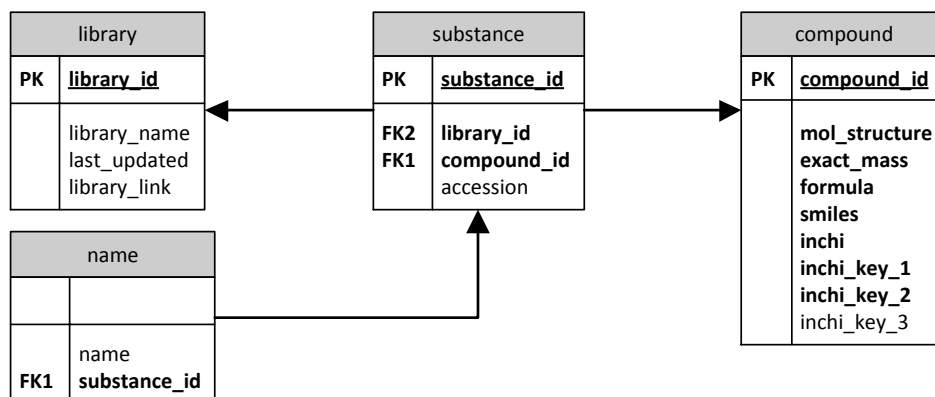 library
PK library_id
library_name
last_updated
library_link
substance
PK substance_id
FK2 library_id
FK1 compound_id
accession
compound
PK compound_id
mol_structure
exact_mass
formula
smiles
inchi
inchi_key_1
inchi_key_2
inchi_key_3
name
name
FK1 substance_id